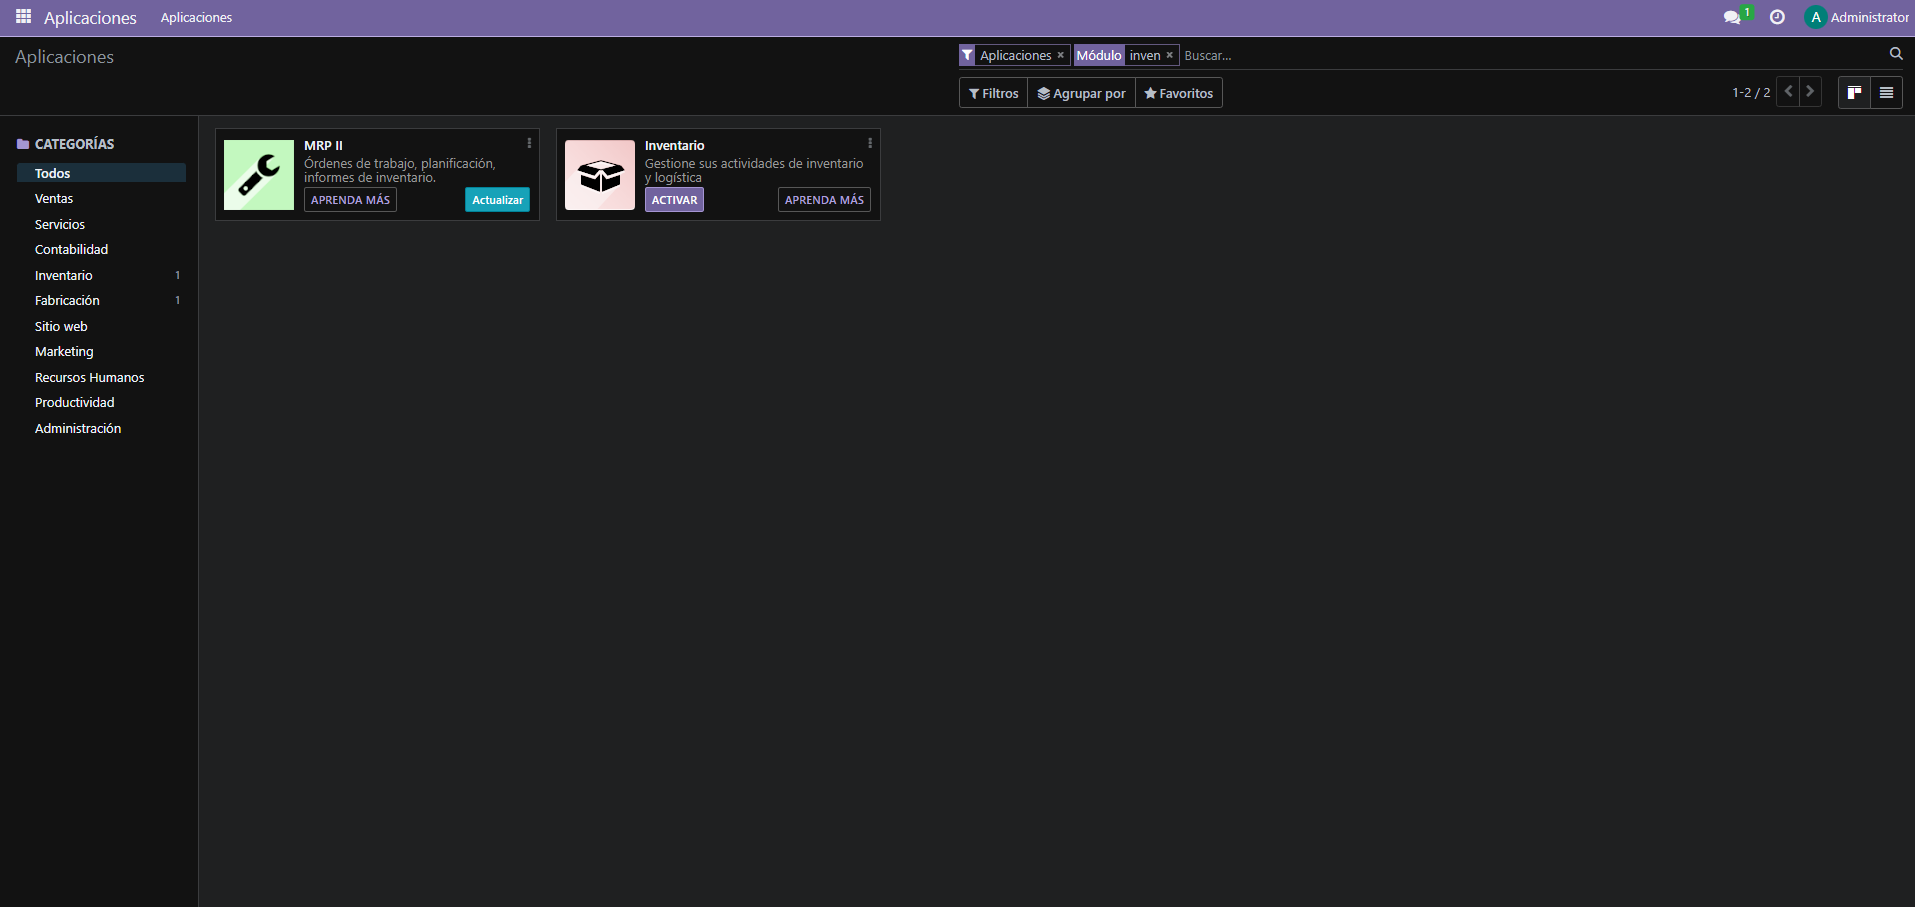 Aplicaciones Aplicaciones 1 A Administrator
Aplicaciones
Aplicaciones × Módulo inven × Buscar...
Filtros Agrupar por Favoritos 1-2 / 2
CATEGORÍAS
Todos
Ventas
Servicios
Contabilidad
Inventario 1
Fabricación 1
Sitio web
Marketing
Recursos Humanos
Productividad
Administración
MRP II
Órdenes de trabajo, planificación,
informes de inventario.
APRENDA MÁS Actualizar
Inventario
Gestione sus actividades de inventario
y logística
ACTIVAR APRENDA MÁS